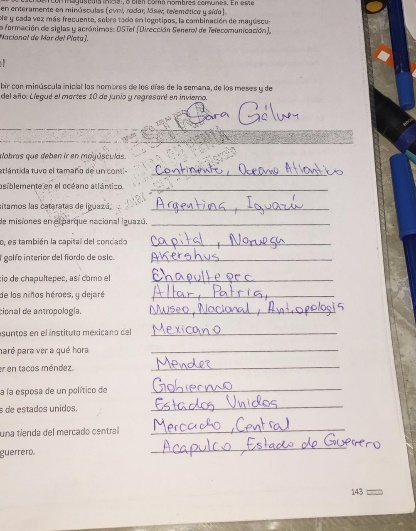 en enteramente en minúsculas (ovni, radar, láser, telemática y sida).
ple y cada vez más frecuente, sobre todo en logotipos, la combinación de mayúscu-
a formación de siglas y acrónimos: DGTel (Dirección General de Telecomunicación),
Nacional de Mar del Plata).
bir con minúscula inicial los nombres de los días de la semana, de los meses y de
del año: Llegué el martes 10 de junio y regresaré en invierno.
Sara Gálvez
alabras que deben ir en mayúsculas.
atlántida tuvo el tamaño de un conti- Continente, Oceano Atlantico
osiblemente en el océano atlántico.
sitamos las cataratas de iguazú, Argentina, Iguazú
de misiones en el parque nacional iguazú.
o, es también la capital del condado Capital, Noruega
l golfo interior del fiordo de oslo. AKershus
io de chapultepec, así como el Chapultepec
de los niños héroes, y dejaré Altar, Patria,
cional de antropología. Museo, Nacional, Antropologia
asuntos en el instituto mexicano del Mexicano
haré para ver a qué hora
er en tacos méndez. Mendez
a la esposa de un político de Gobierno
s de estados unidos. Estados Unidos
una tienda del mercado central Mercado, Central
guerrero. Acapulco, Estado de Guerrero
143